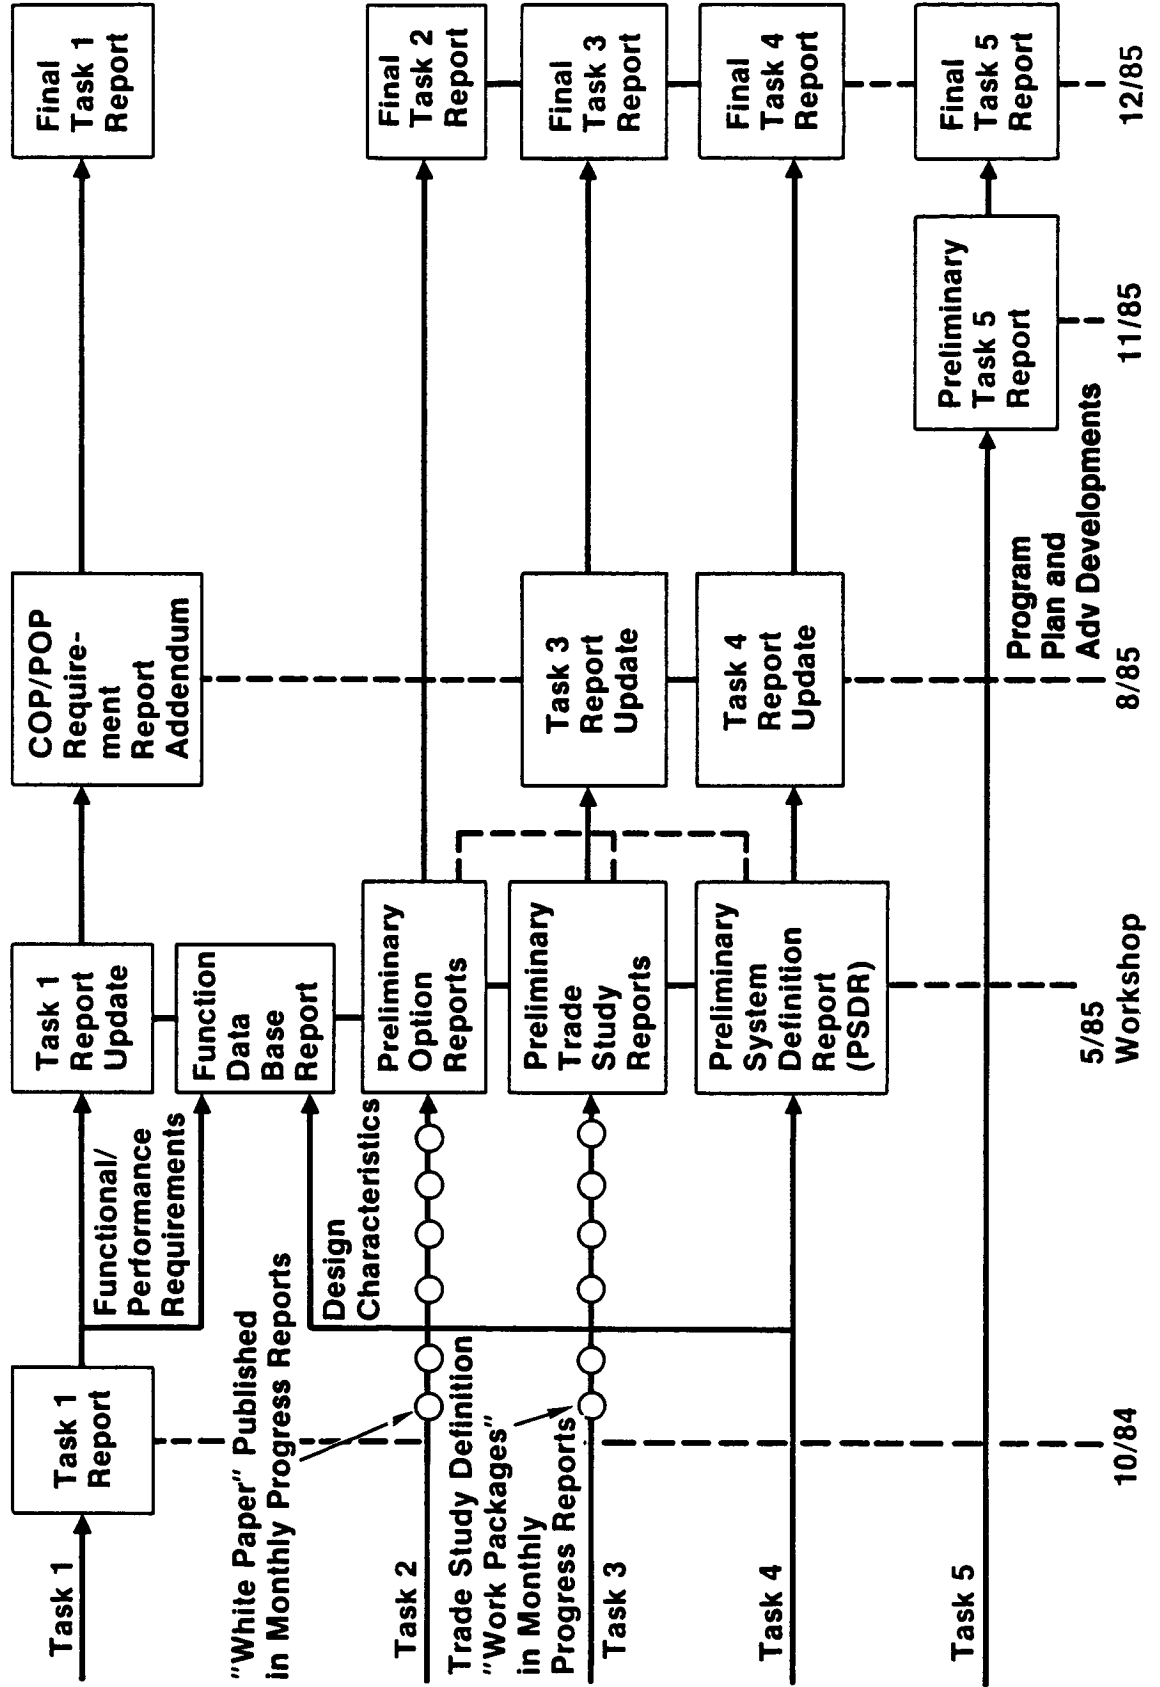 Task 1
Task 1
Report
Functional/
Performance
Requirements
Task 1
Report
Update
COP/POP
Require-
ment
Report
Addendum
Final
Task 1
Report
"White Paper" Published
in Monthly Progress Reports
Function
Data
Base
Report
Design
Characteristics
Task 2
Preliminary
Option
Reports
Final
Task 2
Report
Trade Study Definition
"Work Packages"
in Monthly
Progress Reports
Task 3
Preliminary
Trade
Study
Reports
Task 3
Report
Update
Final
Task 3
Report
Task 4
Preliminary
System
Definition
Report
(PSDR)
Task 4
Report
Update
Final
Task 4
Report
Task 5
Program
Plan and
Adv Developments
Preliminary
Task 5
Report
Final
Task 5
Report
10/84
5/85
Workshop
8/85
11/85
12/85